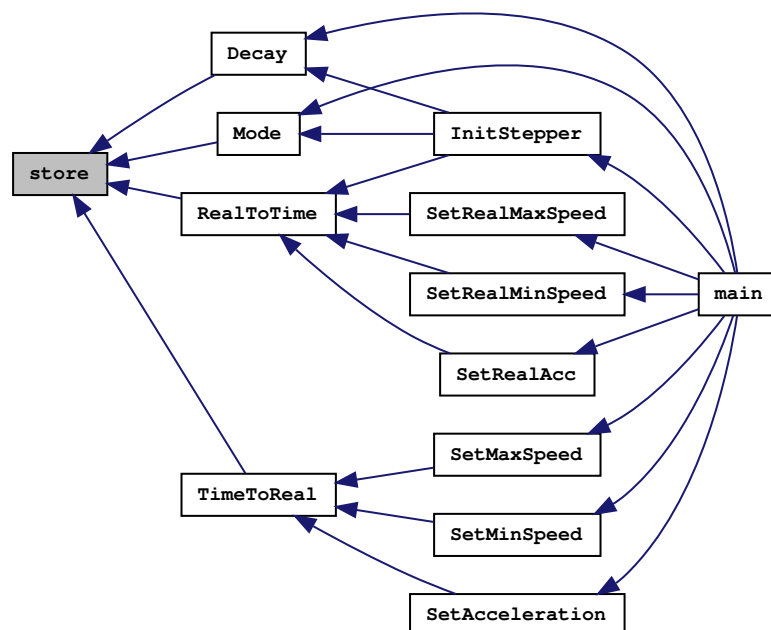 Decay
Mode
InitStepper
store
RealToTime
SetRealMaxSpeed
SetRealMinSpeed
main
SetRealAcc
SetMaxSpeed
TimeToReal
SetMinSpeed
SetAcceleration